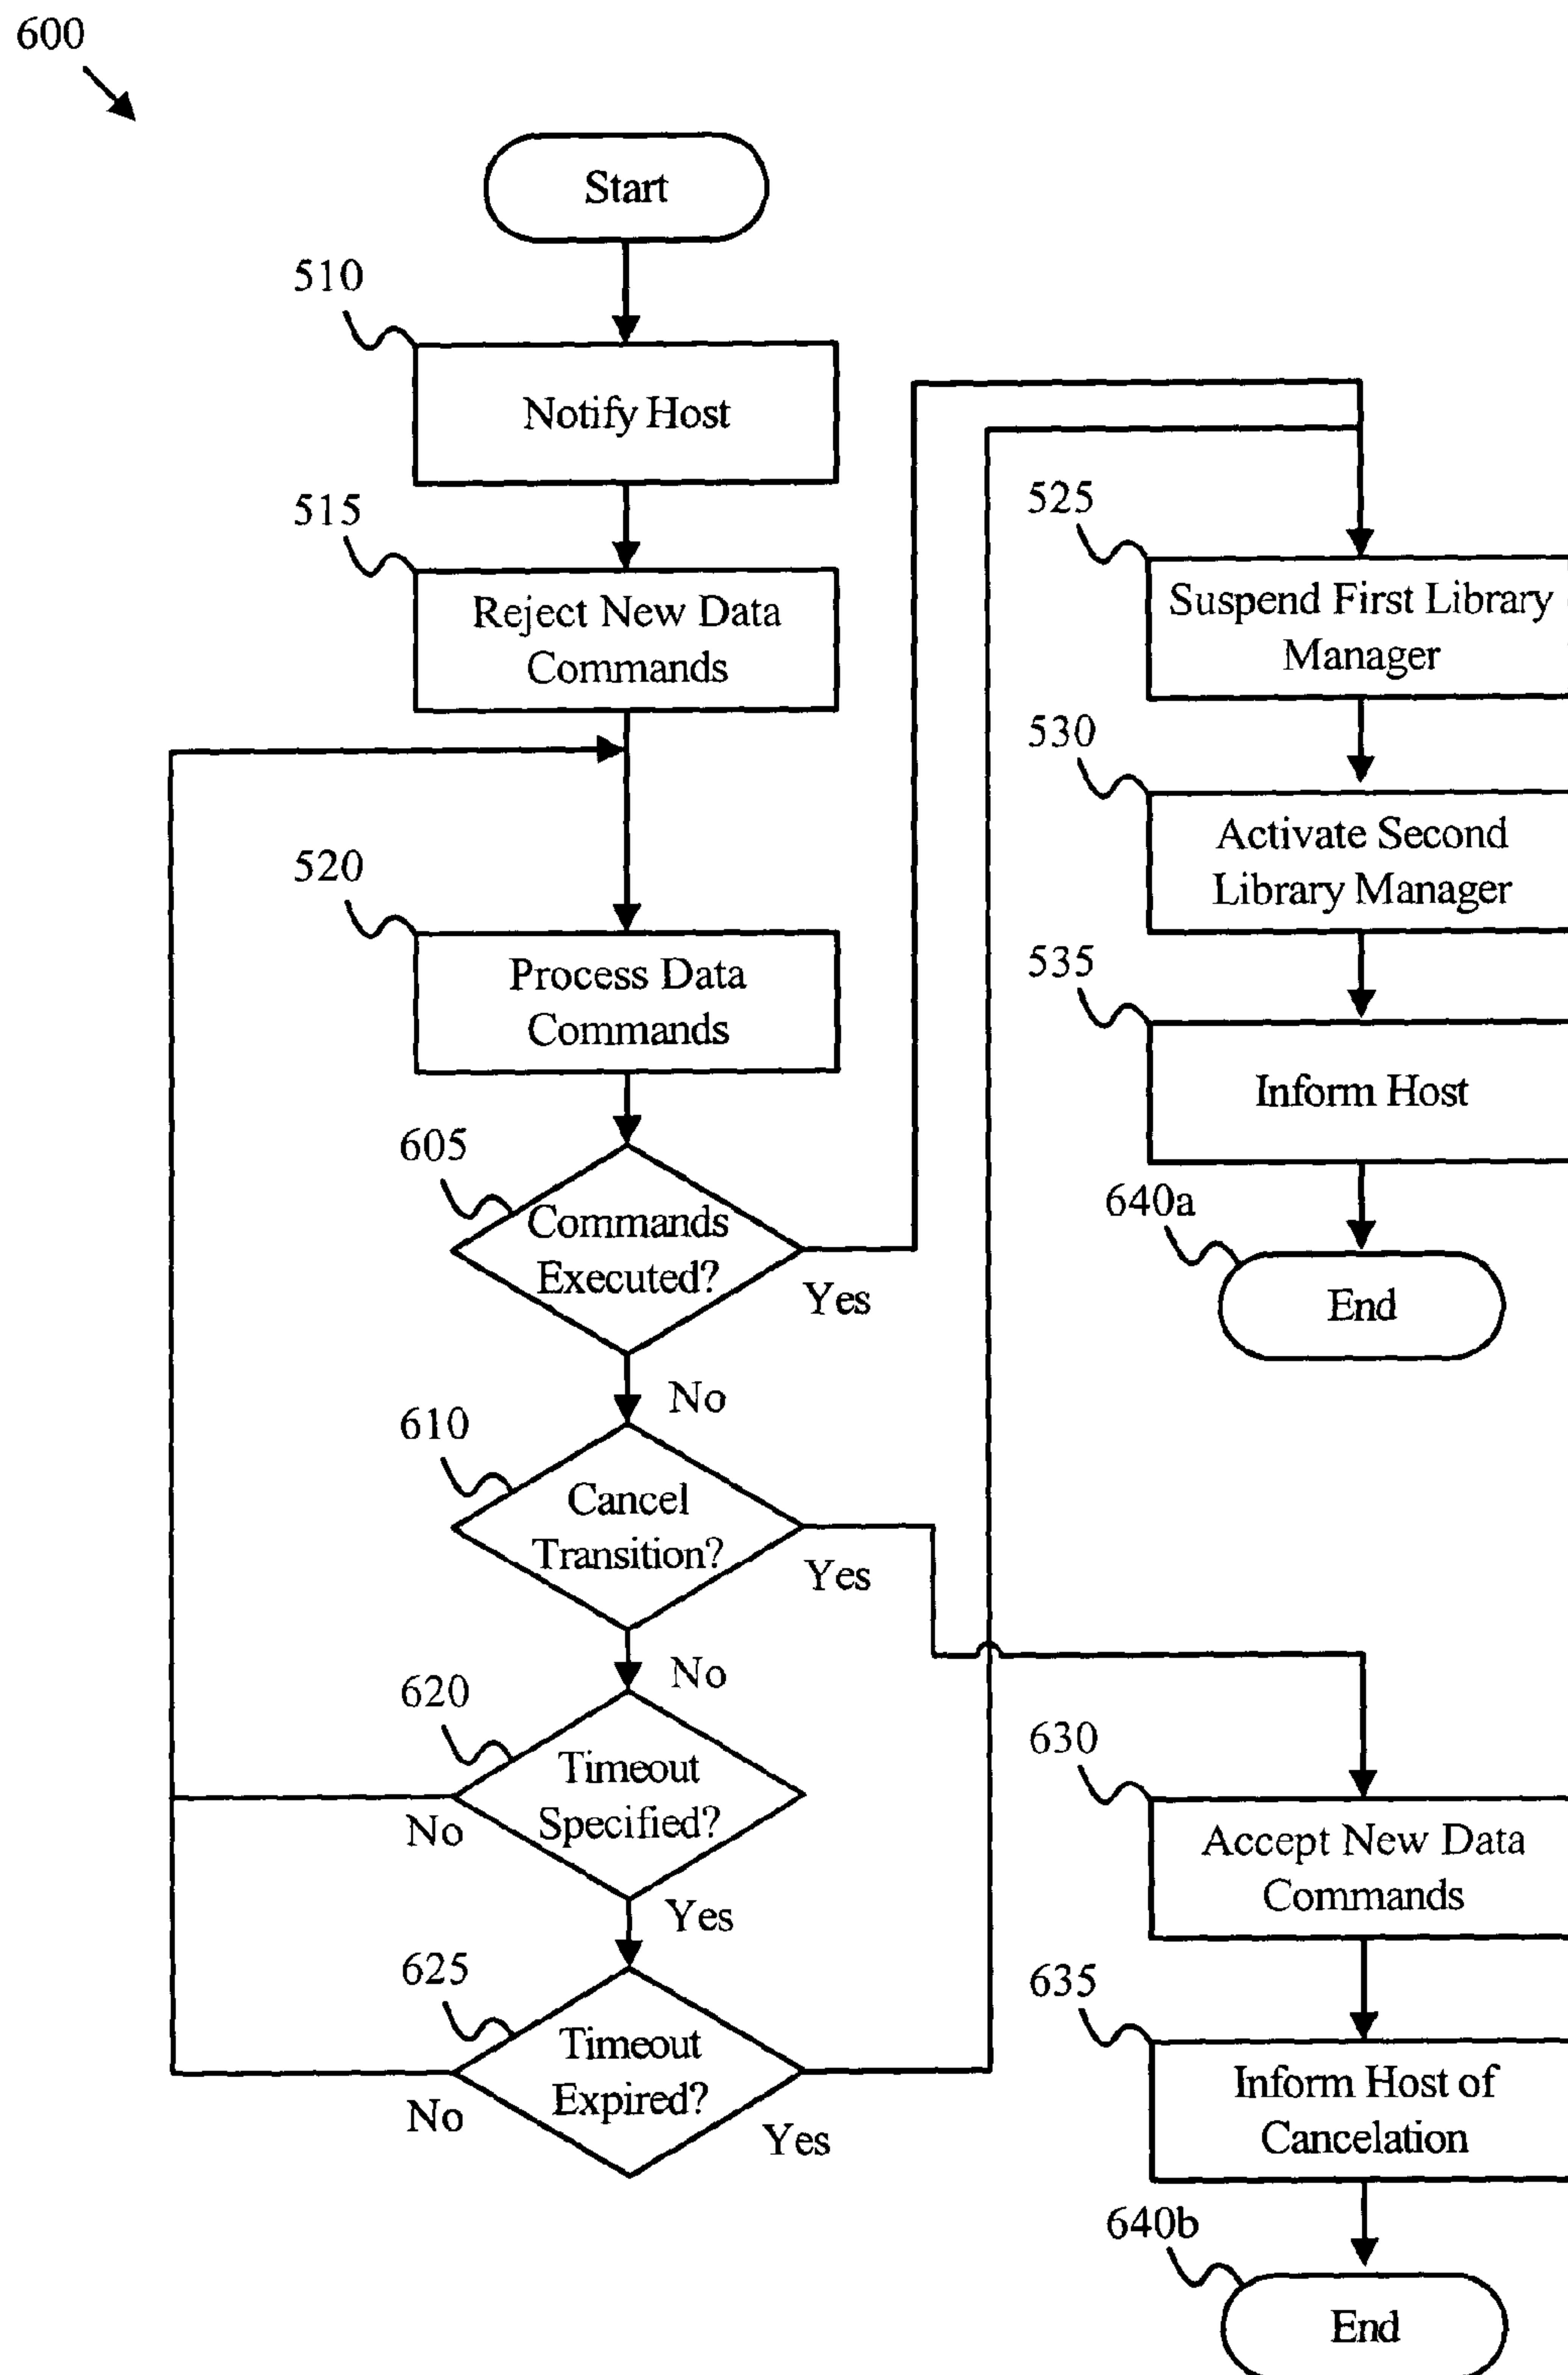 600
Start
510
Notify Host
515
Reject New Data
Commands
520
Process Data
Commands
605
Commands
Executed?
Yes
No
610
Cancel
Transition?
Yes
No
620
Timeout
Specified?
No
Yes
625
Timeout
Expired?
No
Yes
525
Suspend First Library
Manager
530
Activate Second
Library Manager
535
Inform Host
640a
End
630
Accept New Data
Commands
635
Inform Host of
Cancelation
640b
End